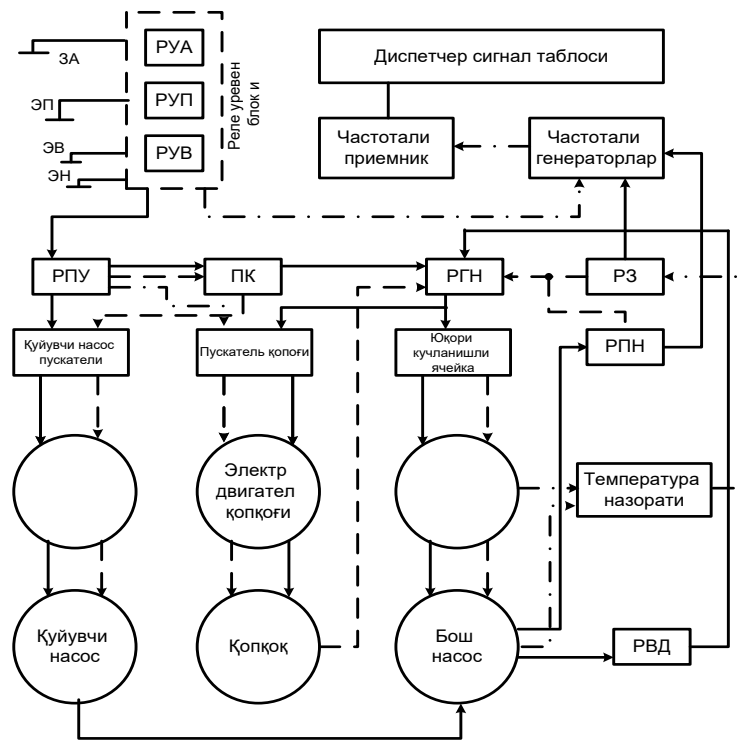 ЗА
ЭП
ЭВ
ЭН
РУА
РУП
РУВ
Реле уревен
блок и
Диспетчер сигнал таблоси
Частотали
приемник
Частотали
генераторлар
РПУ
ПК
РГН
РЗ
РПН
Қуйувчи насос
пускатели
Пускатель қопоғи
Юқори
кучланишли
ячейка
Электр
двигател
қопқоғи
Температура
назорати
Қуйувчи
насос
Қопқоқ
Бош
насос
РВД